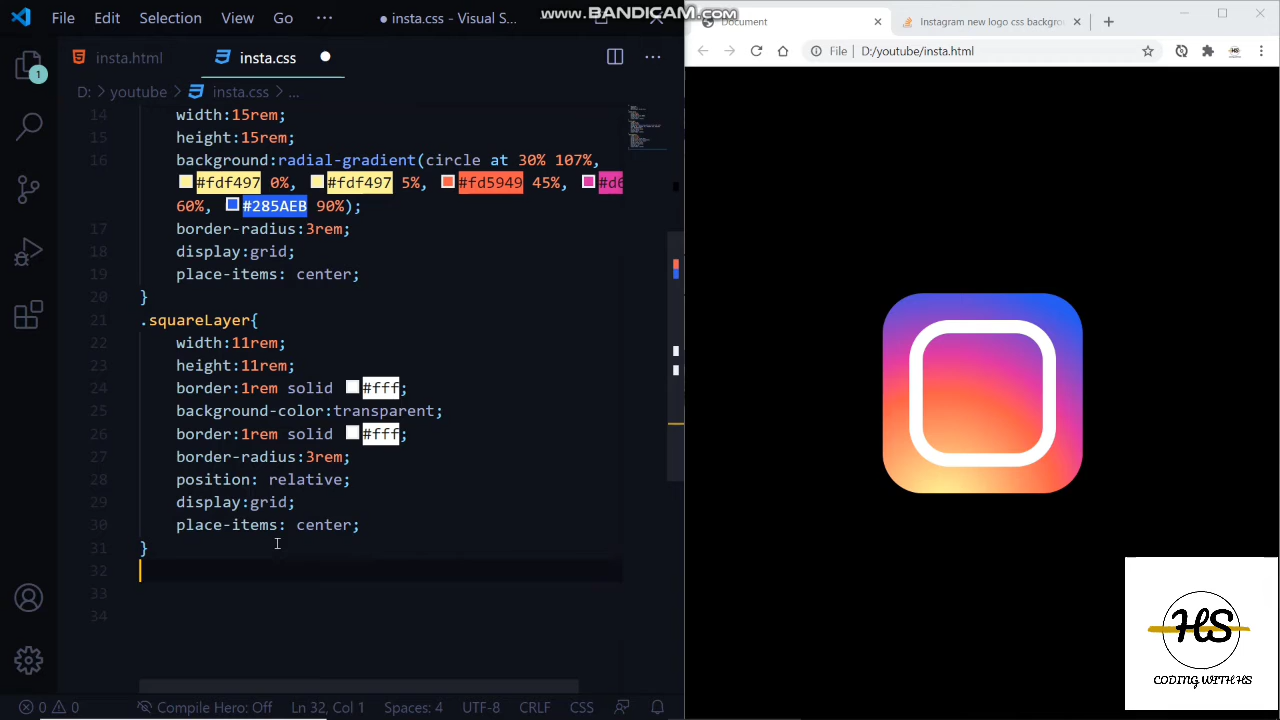 File Edit Selection View Go ··· ● insta.css - Visual S...
www.BANDICAM.com
Document
Instagram new logo css backgrou
insta.html
insta.css
File D:/youtube/insta.html
HS
1
D: > youtube > insta.css > ...
14 width:15rem;
15 height:15rem;
16 background:radial-gradient(circle at 30% 107%,
#fdf497 0%, #fdf497 5%, #fd5949 45%, #d6
60%, #285AEB 90%);
17 border-radius:3rem;
18 display:grid;
19 place-items: center;
20 }
21 .squareLayer{
22 width:11rem;
23 height:11rem;
24 border:1rem solid #fff;
25 background-color:transparent;
26 border:1rem solid #fff;
27 border-radius:3rem;
28 position: relative;
29 display:grid;
30 place-items: center;
31 }
32
33
34
HS
CODING WITH HS
0 0 Compile Hero: Off Ln 32, Col 1 Spaces: 4 UTF-8 CRLF CSS